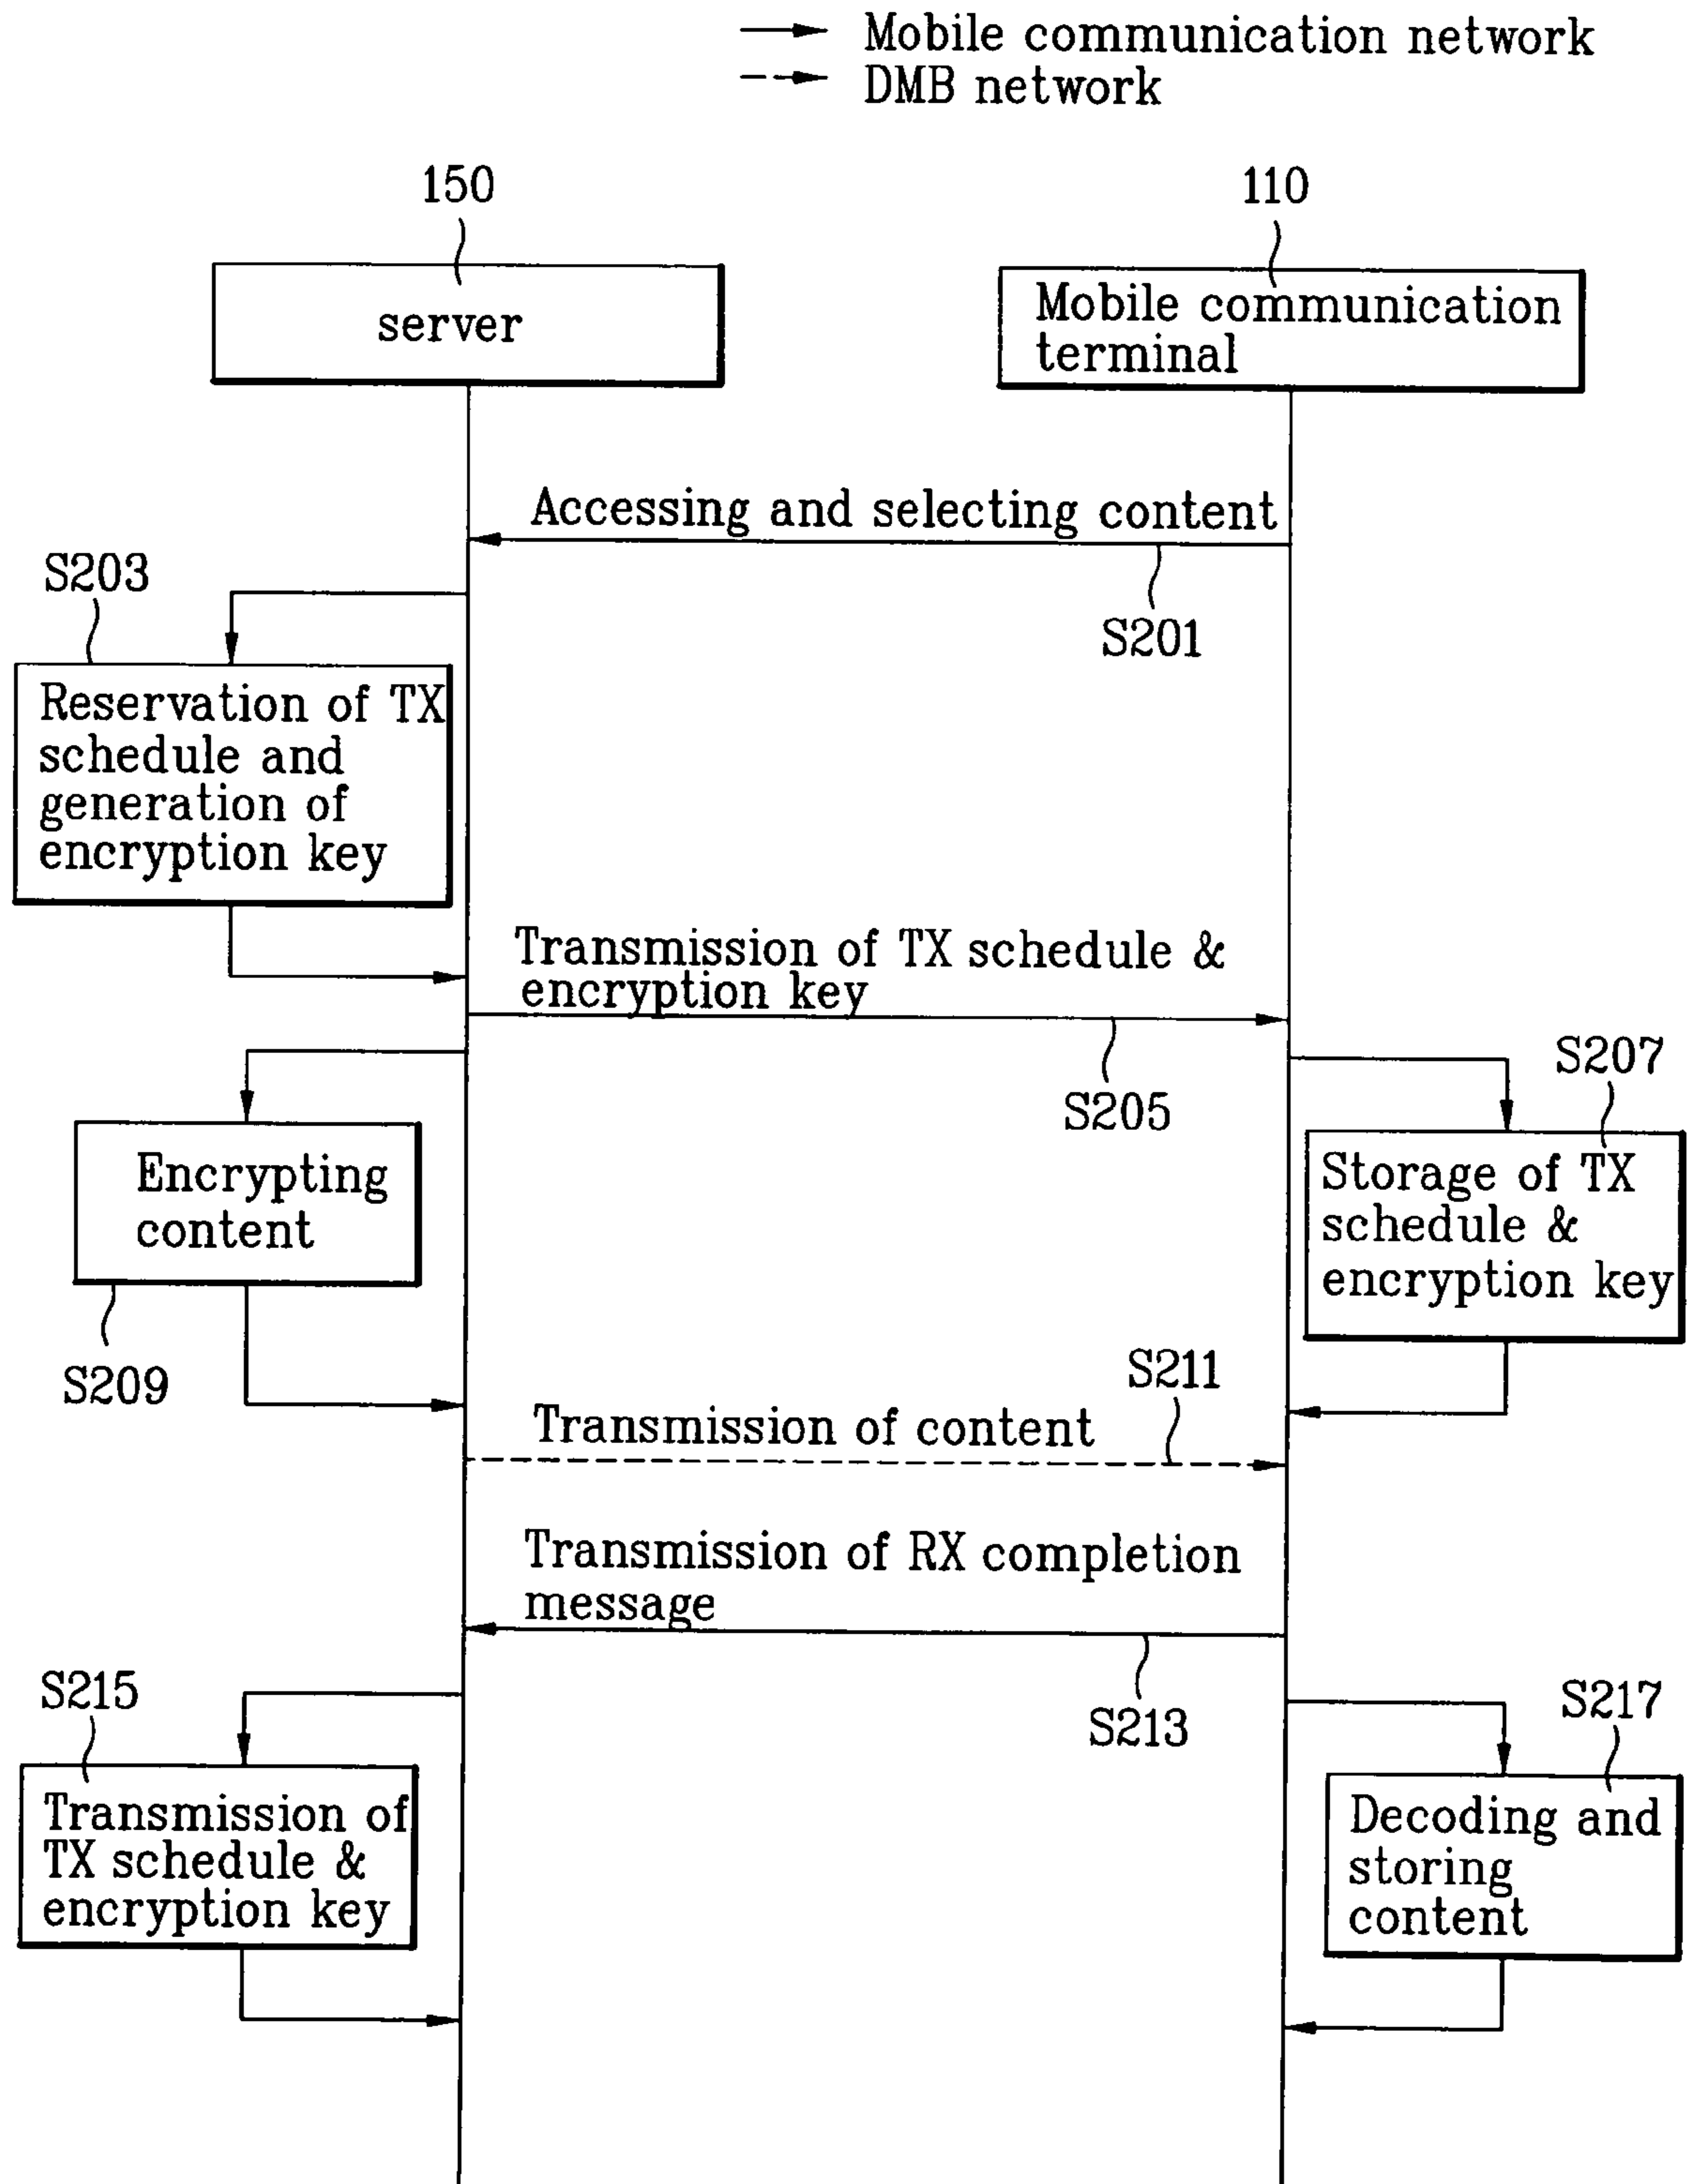 Mobile communication network
DMB network
150
110
server
Mobile communication
terminal
Accessing and selecting content
S201
S203
Reservation of TX
schedule and
generation of
encryption key
Transmission of TX schedule &
encryption key
S205
S207
Encrypting
content
S209
Storage of TX
schedule &
encryption key
S211
Transmission of content
Transmission of RX completion
message
S213
S215
S217
Transmission of
TX schedule &
encryption key
Decoding and
storing
content